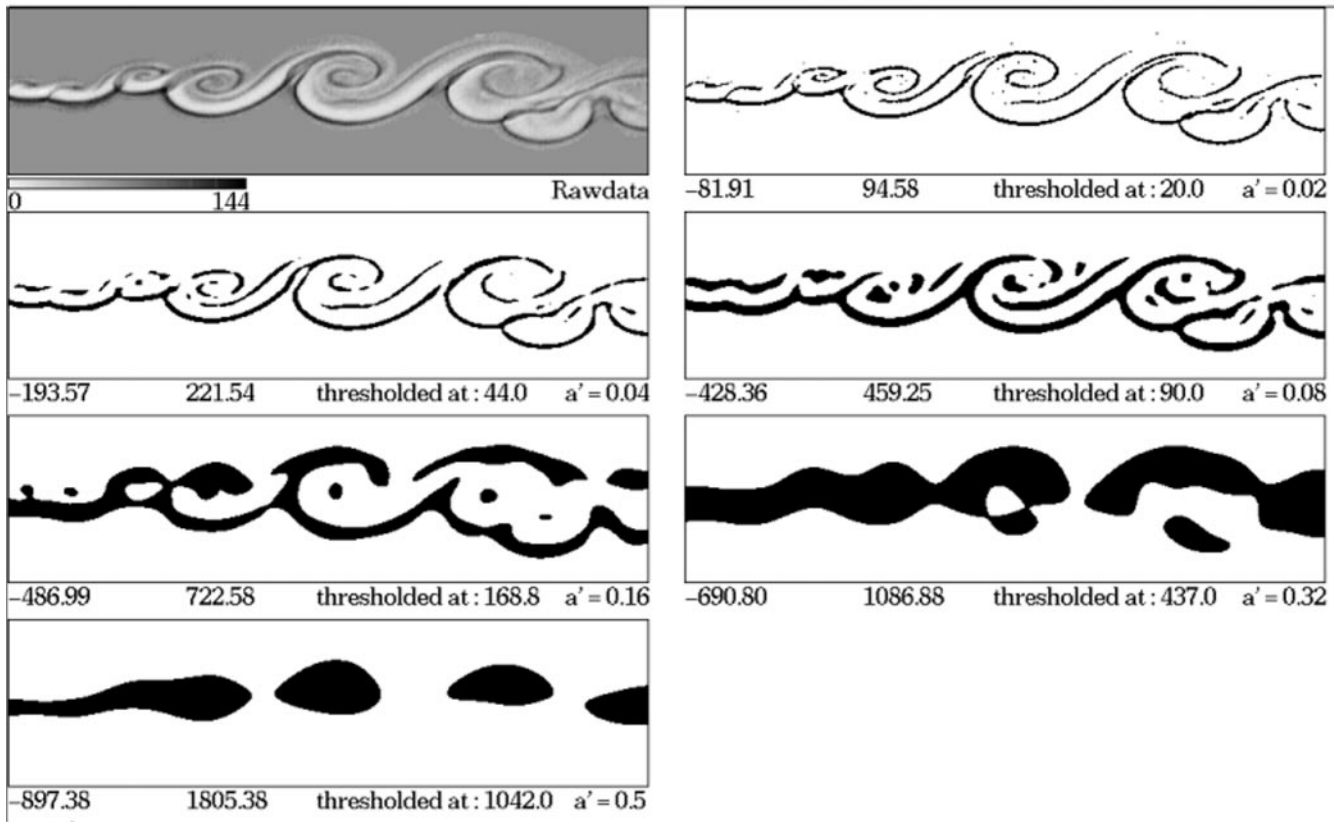 0 144 Rawdata
−81.91 94.58 thresholded at : 20.0 a' = 0.02
−193.57 221.54 thresholded at : 44.0 a' = 0.04
−428.36 459.25 thresholded at : 90.0 a' = 0.08
−486.99 722.58 thresholded at : 168.8 a' = 0.16
−690.80 1086.88 thresholded at : 437.0 a' = 0.32
−897.38 1805.38 thresholded at : 1042.0 a' = 0.5